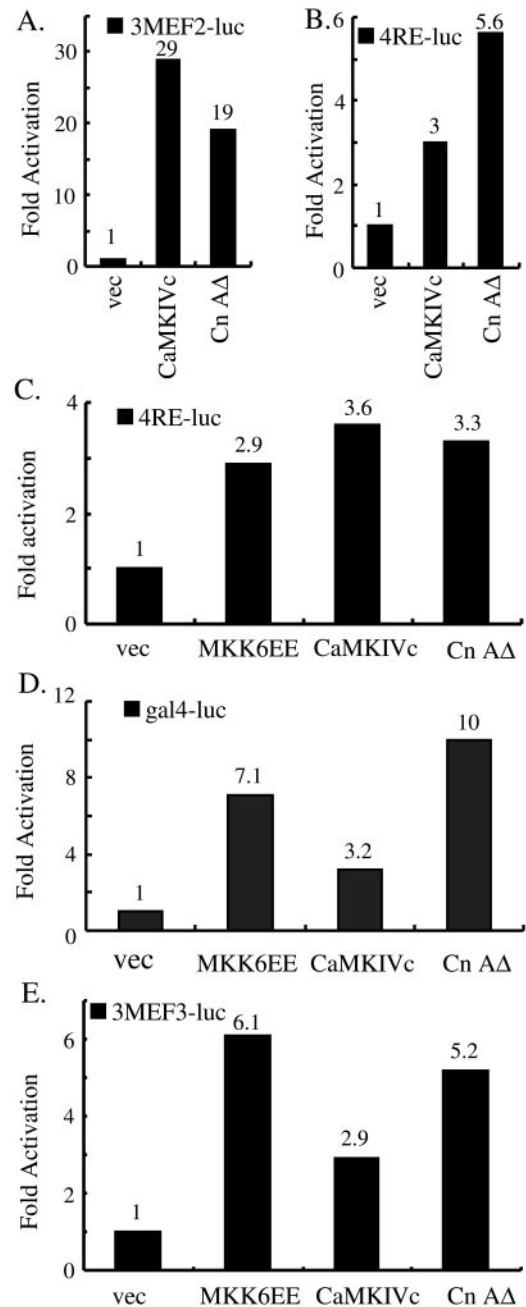 A.
3MEF2-luc
Fold Activation
30
20
10
0
1
29
19
vec
CaMKIVc
Cn AΔ
B.
4RE-luc
Fold Activation
6
4
2
0
1
3
5.6
vec
CaMKIVc
Cn AΔ
C.
4RE-luc
Fold activation
4
2
0
1
2.9
3.6
3.3
vec
MKK6EE
CaMKIVc
Cn AΔ
D.
gal4-luc
Fold Activation
12
8
4
0
1
7.1
3.2
10
vec
MKK6EE
CaMKIVc
Cn AΔ
E.
3MEF3-luc
Fold Activation
6
4
2
0
1
6.1
2.9
5.2
vec
MKK6EE
CaMKIVc
Cn AΔ